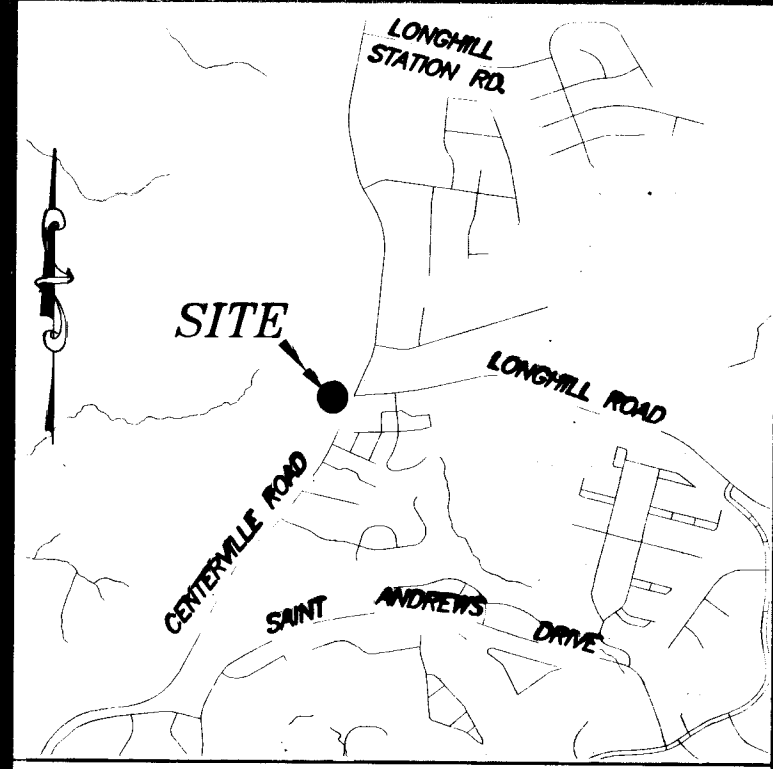 LONGHILL
STATION RD.
SITE
LONGHILL ROAD
CENTERVILLE ROAD
SAINT ANDREWS DRIVE